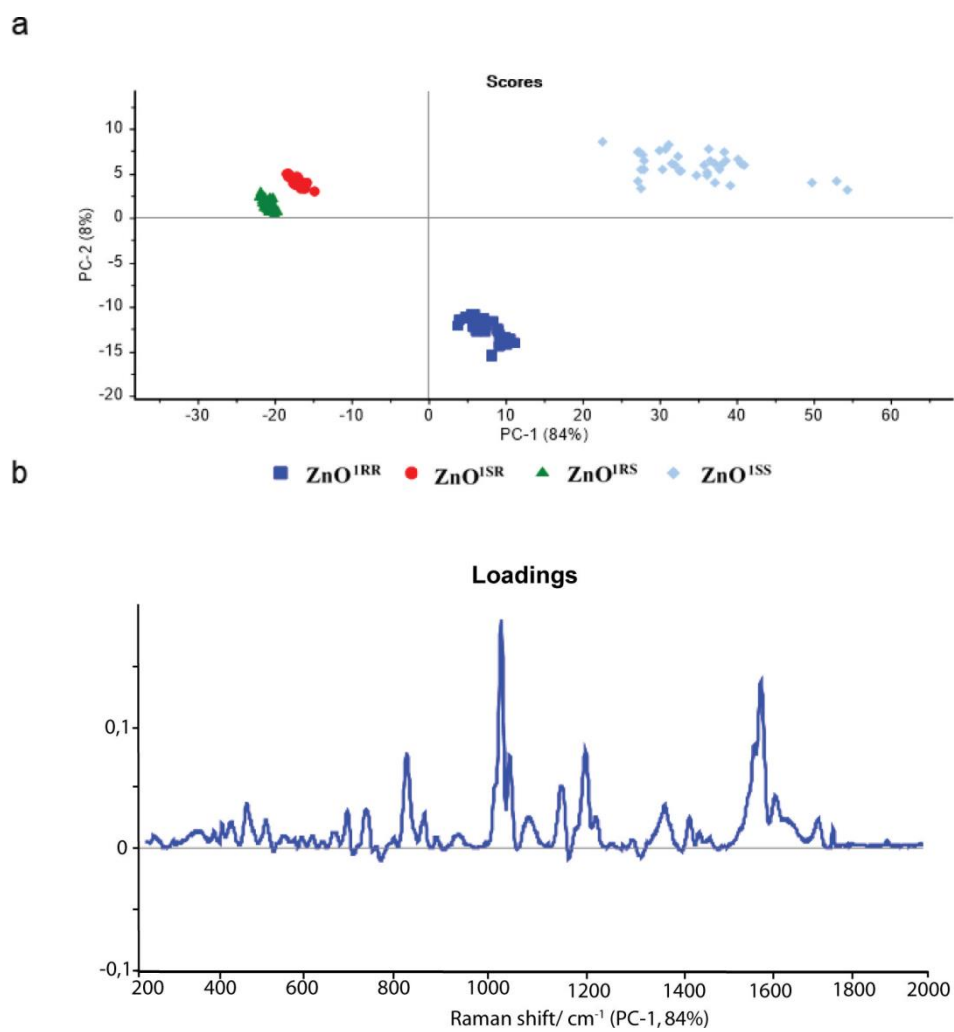 a
Scores
10
5
0
-5
-10
-15
-20
PC-2 (8%)
-30 -20 -10 0 10 20 30 40 50 60
PC-1 (84%)
ZnO¹ᴿᴿ ZnO¹ˢᴿ ZnO¹ᴿˢ ZnO¹ˢˢ
b
Loadings
0,1
0
-0,1
200 400 600 800 1000 1200 1400 1600 1800 2000
Raman shift/ cm⁻¹ (PC-1, 84%)